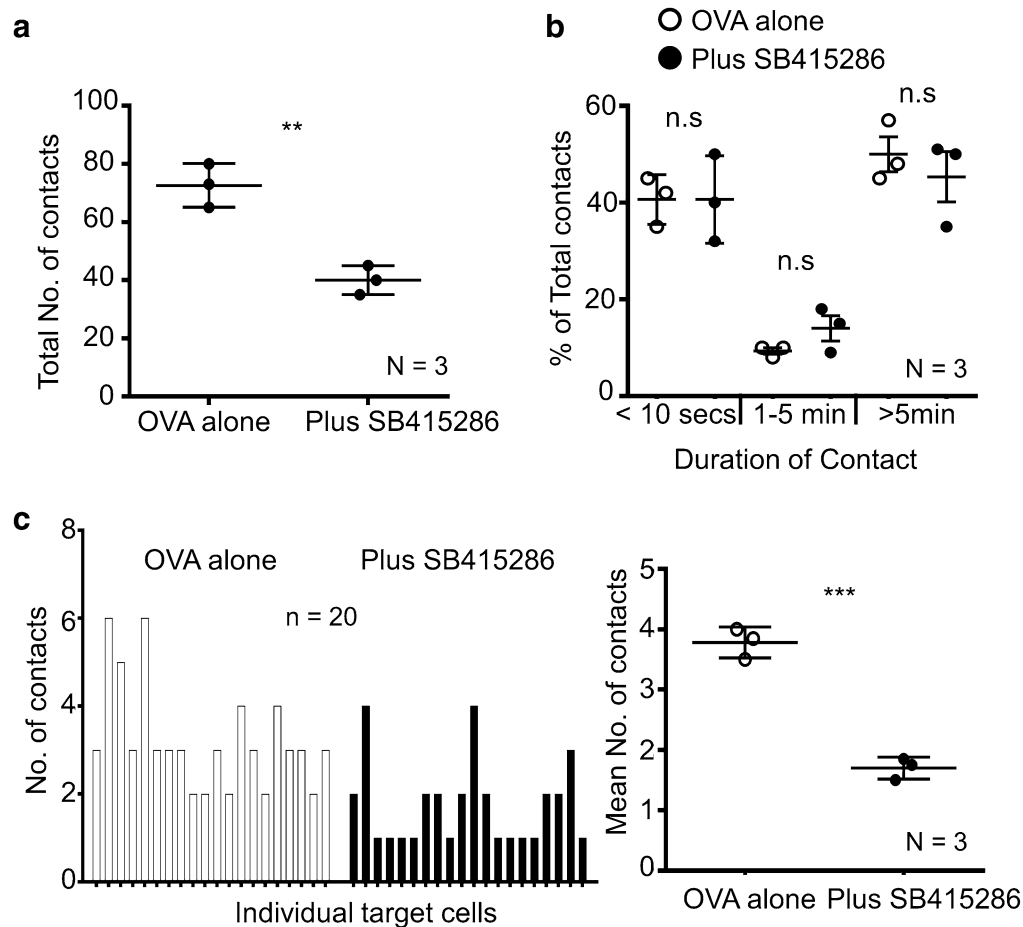 a
Total No. of contacts
100
80
60
40
20
0
**
N = 3
OVA alone
Plus SB415286
b
OVA alone
Plus SB415286
% of Total contacts
60
40
20
0
n.s
n.s
n.s
N = 3
< 10 secs
1-5 min
>5min
Duration of Contact
c
No. of contacts
8
6
4
2
0
OVA alone
Plus SB415286
n = 20
Individual target cells
Mean No. of contacts
5
4
3
2
1
0
***
N = 3
OVA alone
Plus SB415286